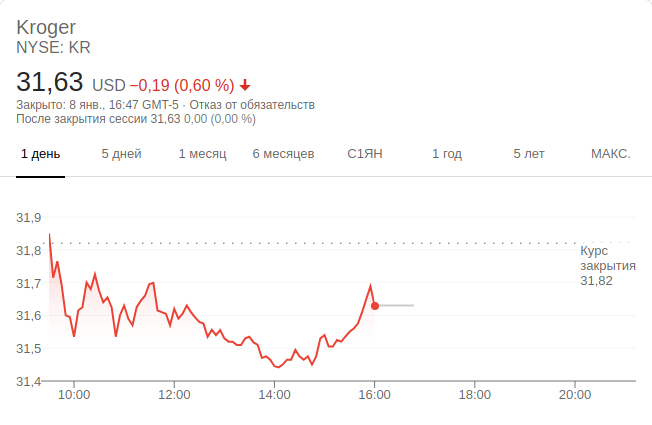 Kroger
NYSE: KR
31,63 USD −0,19 (0,60 %)
Закрыто: 8 янв., 16:47 GMT-5 · Отказ от обязательств
После закрытия сессии 31,63 0,00 (0,00 %)
1 день 5 дней 1 месяц 6 месяцев С1ЯН 1 год 5 лет МАКС.
31,9
31,8
31,7
31,6
31,5
31,4
Курс
закрытия
31,82
10:00 12:00 14:00 16:00 18:00 20:00